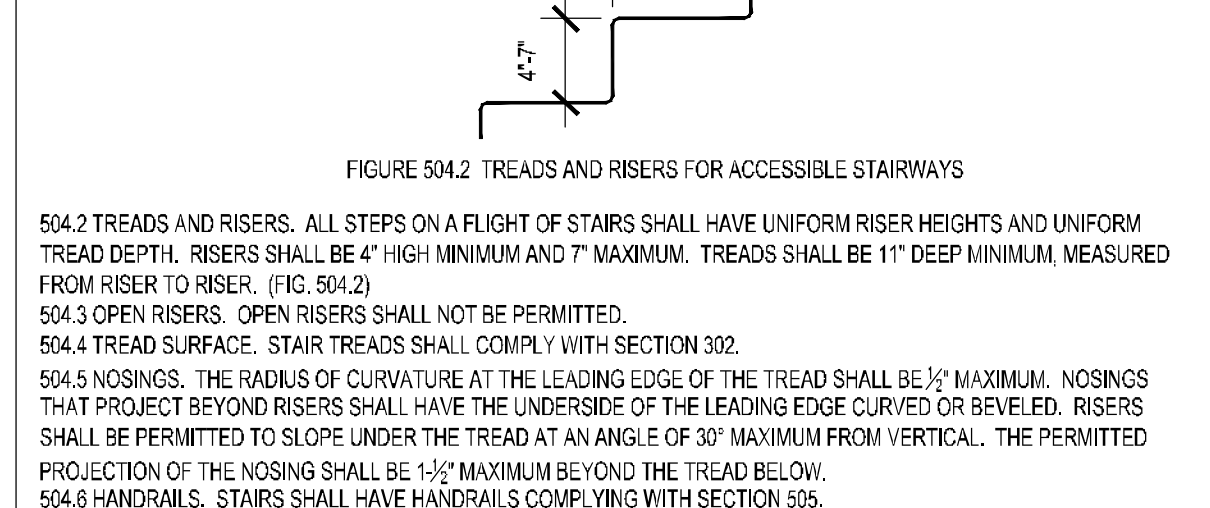 4"-7"
FIGURE 504.2 TREADS AND RISERS FOR ACCESSIBLE STAIRWAYS
504.2 TREADS AND RISERS. ALL STEPS ON A FLIGHT OF STAIRS SHALL HAVE UNIFORM RISER HEIGHTS AND UNIFORM
TREAD DEPTH. RISERS SHALL BE 4" HIGH MINIMUM AND 7" MAXIMUM. TREADS SHALL BE 11" DEEP MINIMUM, MEASURED
FROM RISER TO RISER. (FIG. 504.2)
504.3 OPEN RISERS. OPEN RISERS SHALL NOT BE PERMITTED.
504.4 TREAD SURFACE. STAIR TREADS SHALL COMPLY WITH SECTION 302.
504.5 NOSINGS. THE RADIUS OF CURVATURE AT THE LEADING EDGE OF THE TREAD SHALL BE ½" MAXIMUM. NOSINGS
THAT PROJECT BEYOND RISERS SHALL HAVE THE UNDERSIDE OF THE LEADING EDGE CURVED OR BEVELED. RISERS
SHALL BE PERMITTED TO SLOPE UNDER THE TREAD AT AN ANGLE OF 30° MAXIMUM FROM VERTICAL. THE PERMITTED
PROJECTION OF THE NOSING SHALL BE 1-½" MAXIMUM BEYOND THE TREAD BELOW.
504.6 HANDRAILS. STAIRS SHALL HAVE HANDRAILS COMPLYING WITH SECTION 505.